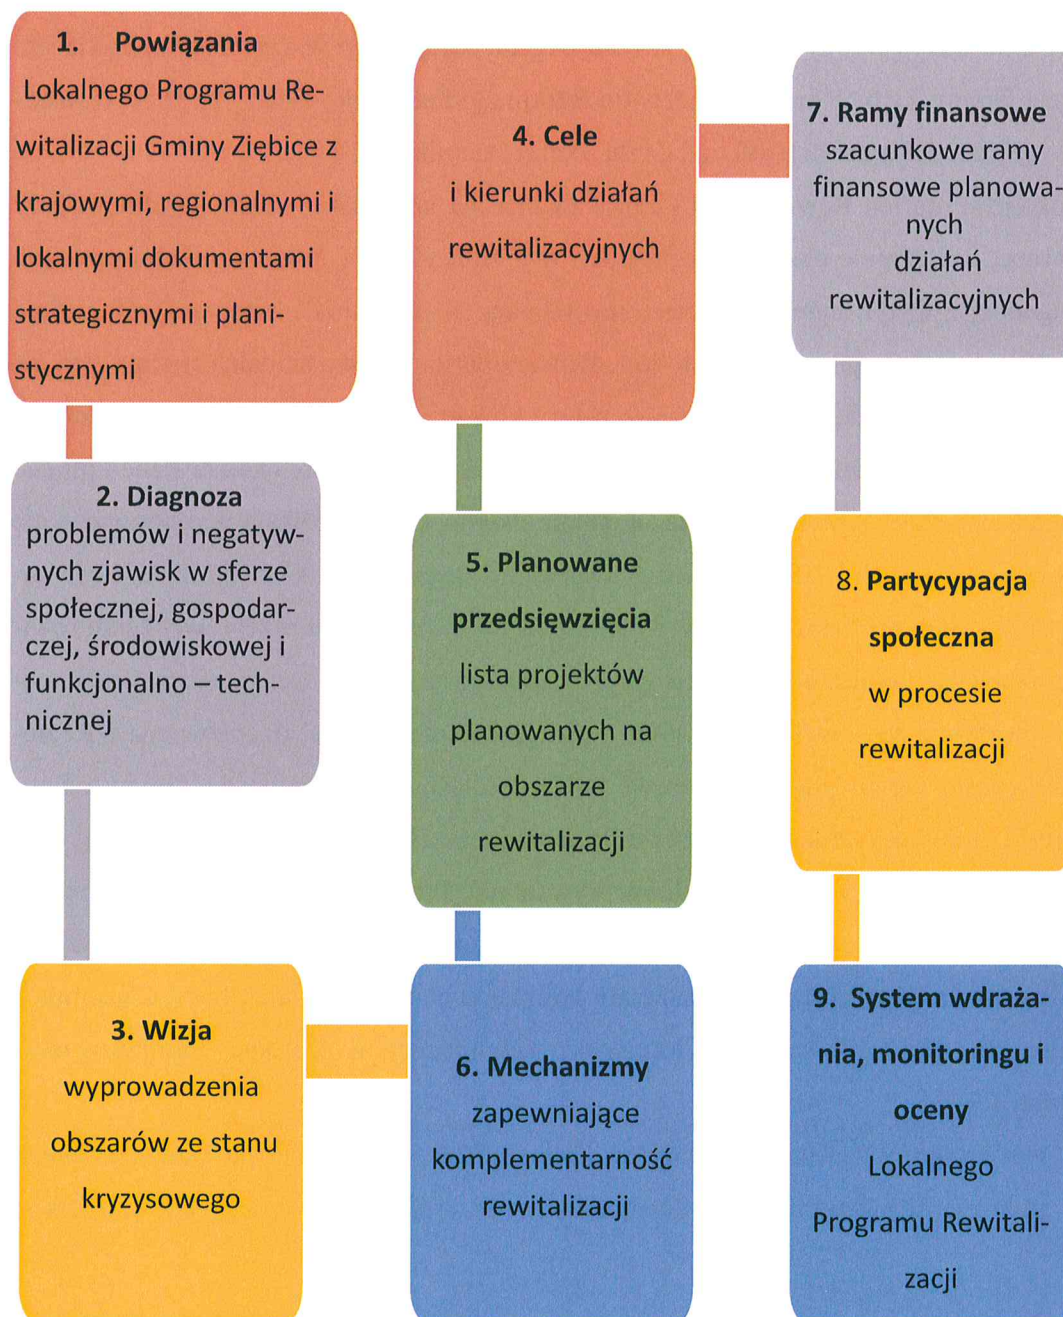 1. Powiązania
Lokalnego Programu Re-
witalizacji Gminy Ziębice z
krajowymi, regionalnymi i
lokalnymi dokumentami
strategicznymi i plani-
stycznymi
2. Diagnoza
problemów i negatyw-
nych zjawisk w sferze
społecznej, gospodar-
czej, środowiskowej i
funkcjonalno – tech-
nicznej
3. Wizja
wyprowadzenia
obszarów ze stanu
kryzysowego
4. Cele
i kierunki działań
rewitalizacyjnych
5. Planowane
przedsięwzięcia
lista projektów
planowanych na
obszarze
rewitalizacji
6. Mechanizmy
zapewniające
komplementarność
rewitalizacji
7. Ramy finansowe
szacunkowe ramy
finansowe planowa-
nych
działań
rewitalizacyjnych
8. Partycypacja
społeczna
w procesie
rewitalizacji
9. System wdraża-
nia, monitoringu i
oceny
Lokalnego
Programu Rewitali-
zacji